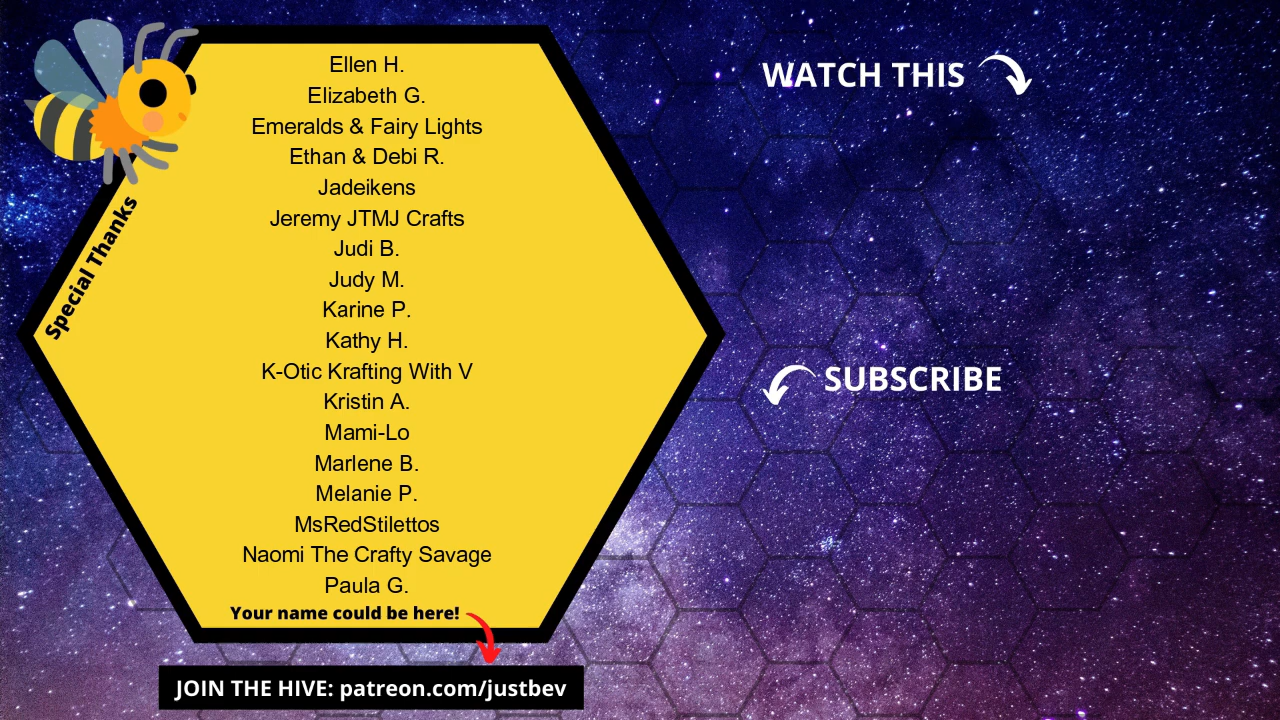 Special Thanks
Ellen H.
Elizabeth G.
Emeralds & Fairy Lights
Ethan & Debi R.
Jadeikens
Jeremy JTMJ Crafts
Judi B.
Judy M.
Karine P.
Kathy H.
K-Otic Krafting With V
Kristin A.
Mami-Lo
Marlene B.
Melanie P.
MsRedStilettos
Naomi The Crafty Savage
Paula G.
Your name could be here!
JOIN THE HIVE: patreon.com/justbev
WATCH THIS
SUBSCRIBE